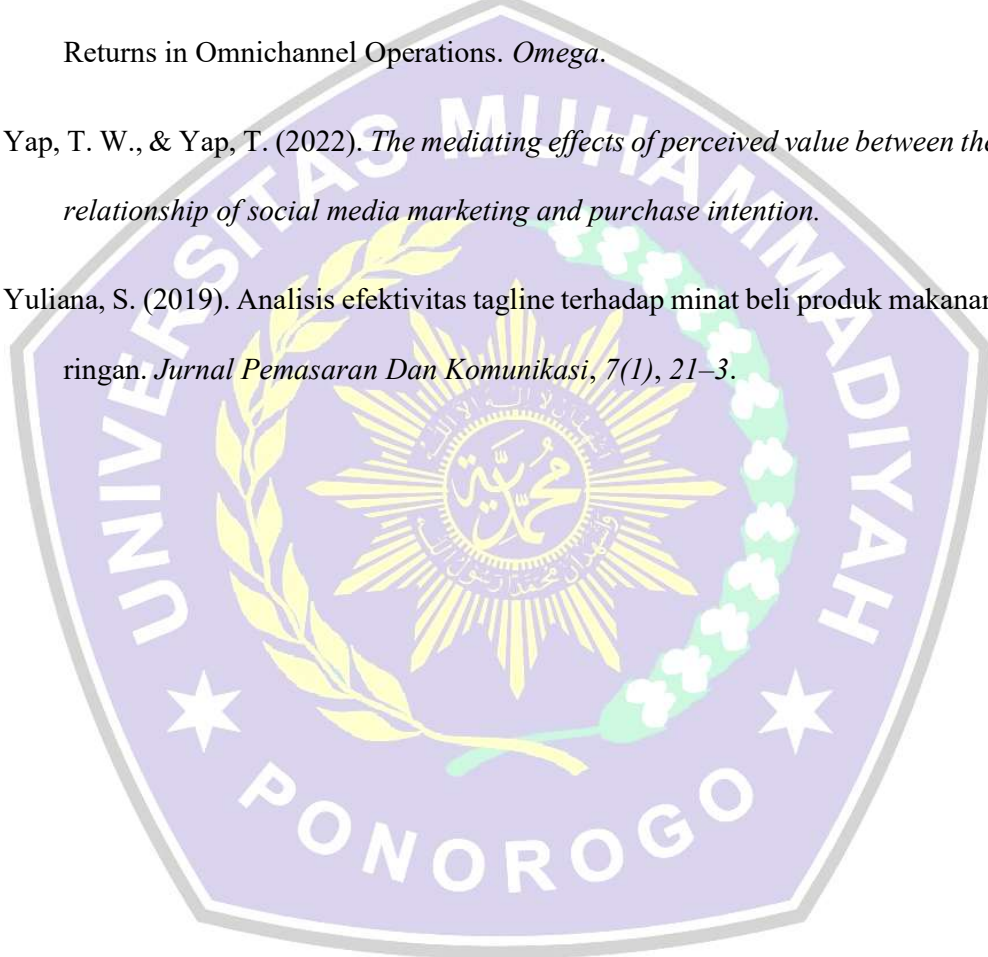 Returns in Omnichannel Operations. Omega.
Yap, T. W., & Yap, T. (2022). The mediating effects of perceived value between the
relationship of social media marketing and purchase intention.
Yuliana, S. (2019). Analisis efektivitas tagline terhadap minat beli produk makanan
ringan. Jurnal Pemasaran Dan Komunikasi, 7(1), 21–3.
UNIVERSITAS MUHAMMADIYAH
PONOROGO
محمدية